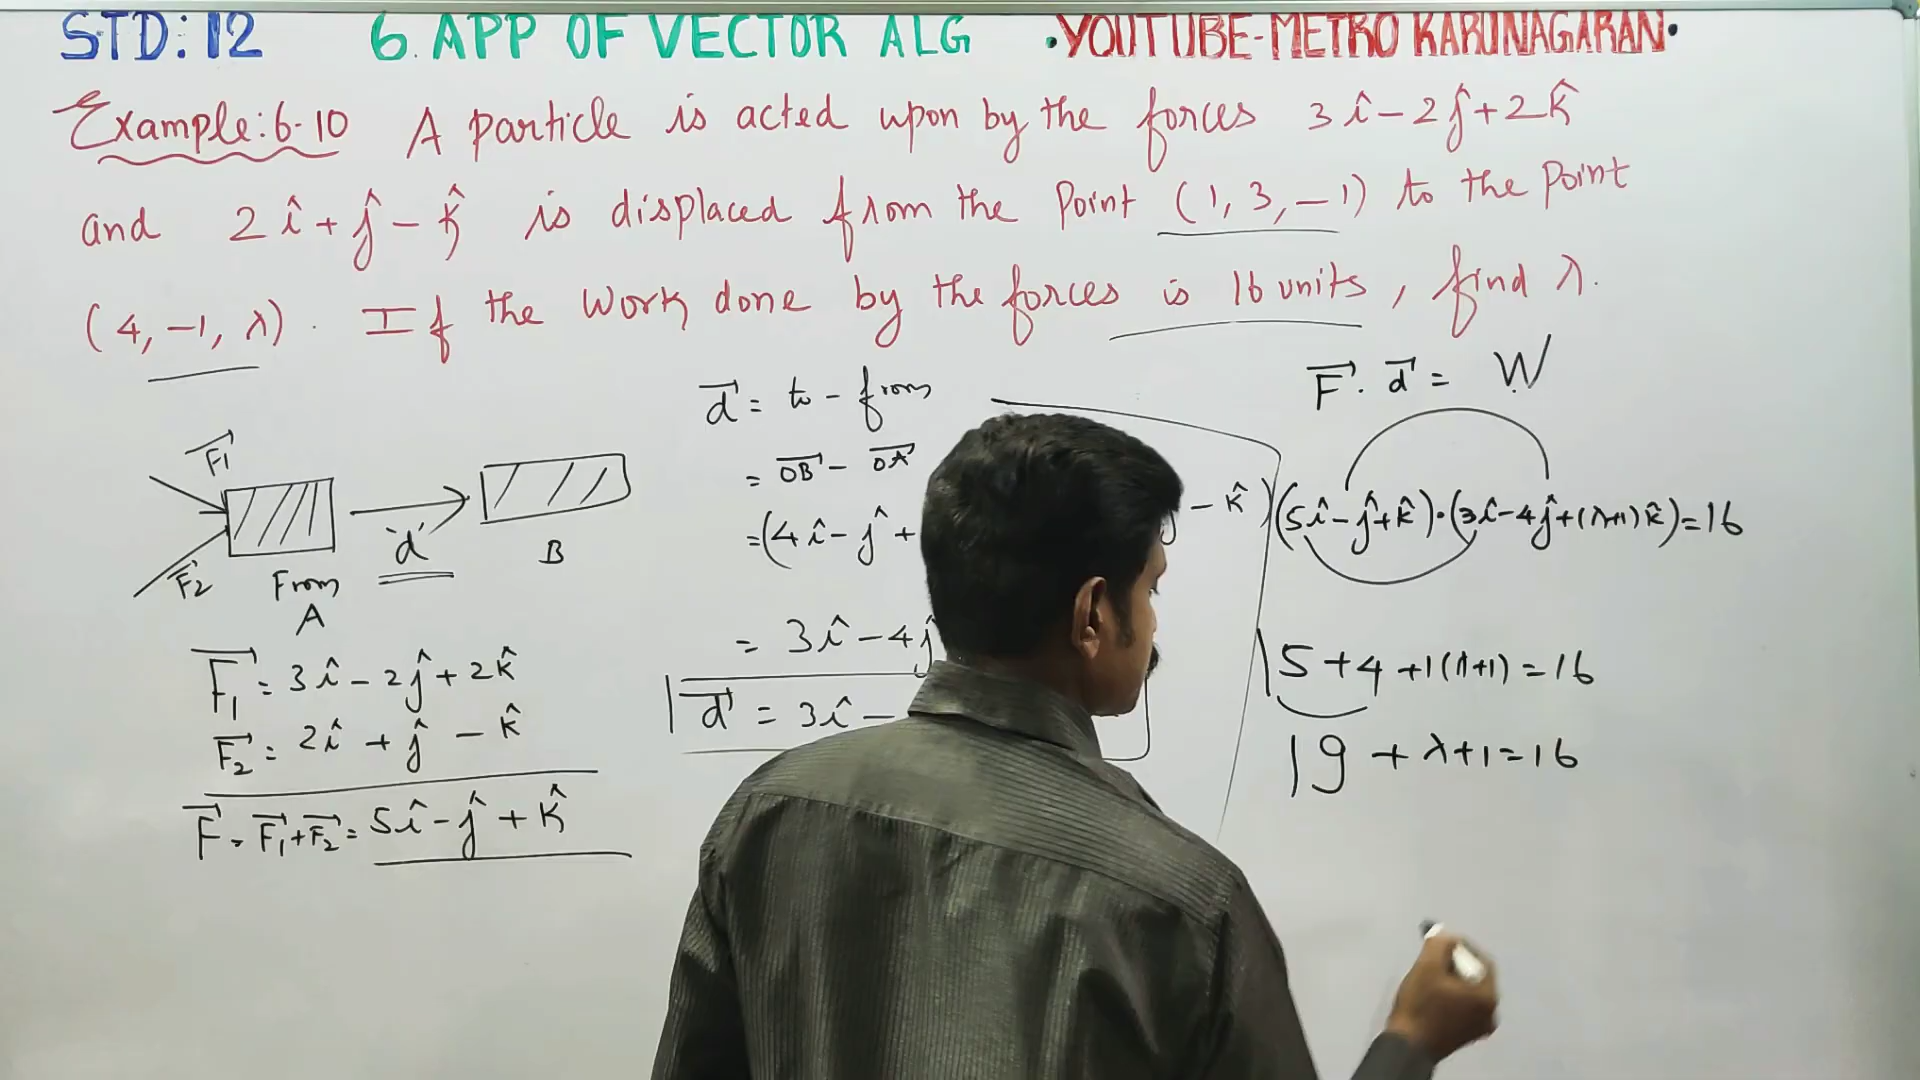 STD: 12 6. APP OF VECTOR ALG • YOUTUBE-METRO KARUNAGARAN •
Example: 6-10 A particle is acted upon by the forces 3î - 2ĵ + 2k̂
and 2î + ĵ - k̂ is displaced from the Point (1, 3, -1) to the Point
(4, -1, λ). If the work done by the forces is 16 units, find λ.
F⃗1
F⃗2
From
A
d⃗
B
F⃗1 = 3î - 2ĵ + 2k̂
F⃗2 = 2î + ĵ - k̂
F⃗ = F⃗1 + F⃗2 = 5î - ĵ + k̂
d⃗ = to - from
= OB⃗ - OA⃗
= (4î - ĵ + - k̂)
= 3î - 4ĵ
d⃗ = 3î -
F⃗ . d⃗ = W
(5î - ĵ + k̂) • (3î - 4ĵ + (λ+1) k̂) = 16
15 + 4 + 1(λ+1) = 16
19 + λ + 1 = 16